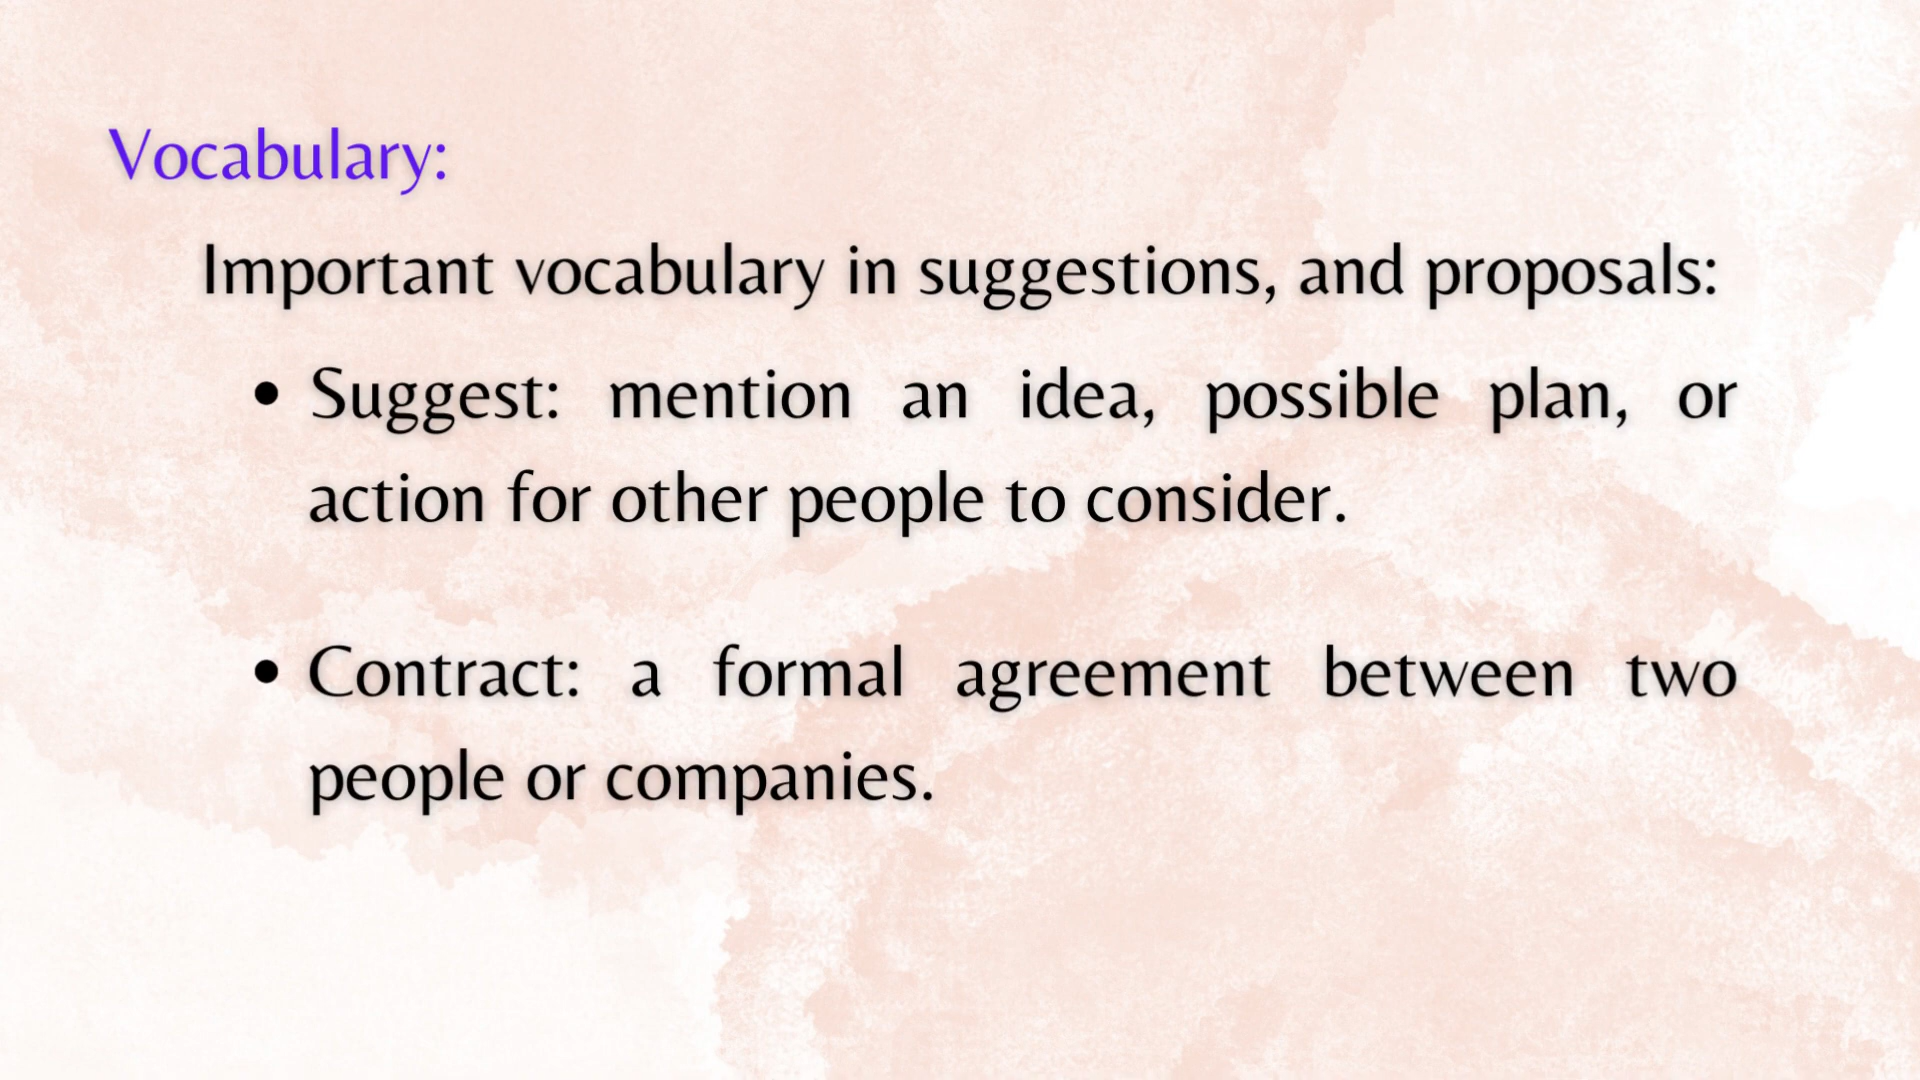 Vocabulary:
Important vocabulary in suggestions, and proposals:
• Suggest: mention an idea, possible plan, or
action for other people to consider.
• Contract: a formal agreement between two
people or companies.